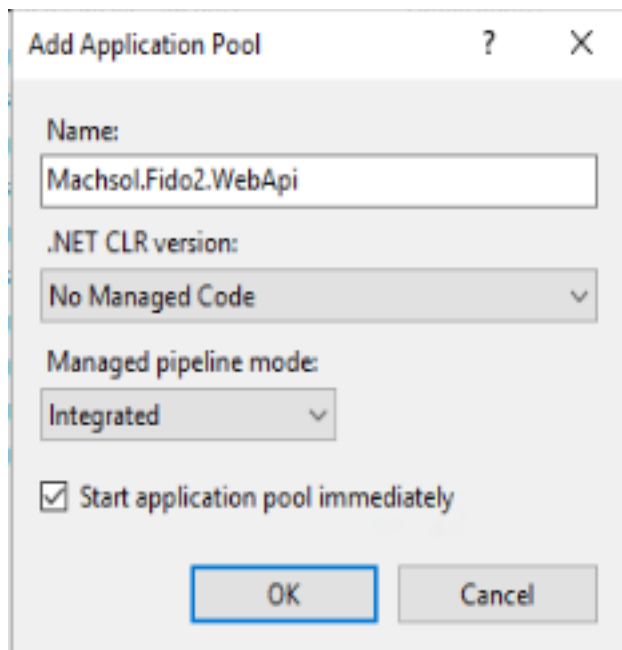 Add Application Pool ?
Name:
Machsol.Fido2.WebApi
.NET CLR version:
No Managed Code
Managed pipeline mode:
Integrated
Start application pool immediately
OK Cancel